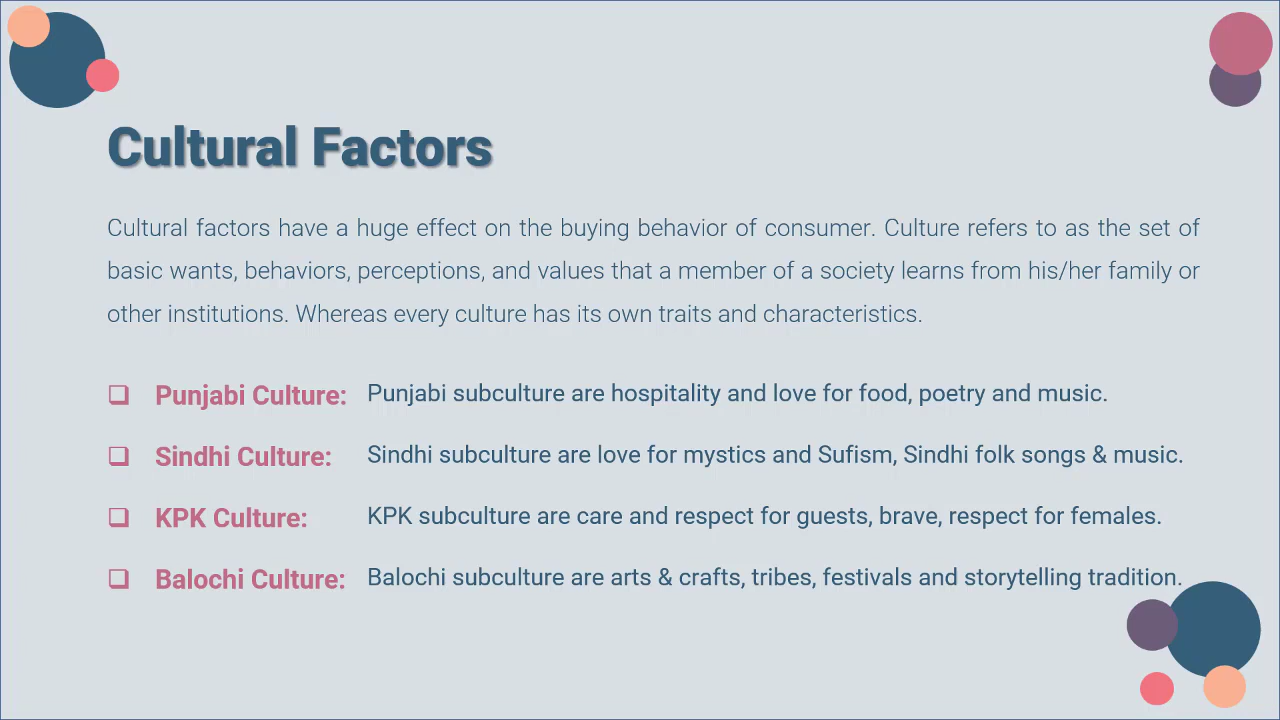 Cultural Factors
Cultural factors have a huge effect on the buying behavior of consumer. Culture refers to as the set of
basic wants, behaviors, perceptions, and values that a member of a society learns from his/her family or
other institutions. Whereas every culture has its own traits and characteristics.
❑ Punjabi Culture: Punjabi subculture are hospitality and love for food, poetry and music.
❑ Sindhi Culture: Sindhi subculture are love for mystics and Sufism, Sindhi folk songs & music.
❑ KPK Culture: KPK subculture are care and respect for guests, brave, respect for females.
❑ Balochi Culture: Balochi subculture are arts & crafts, tribes, festivals and storytelling tradition.